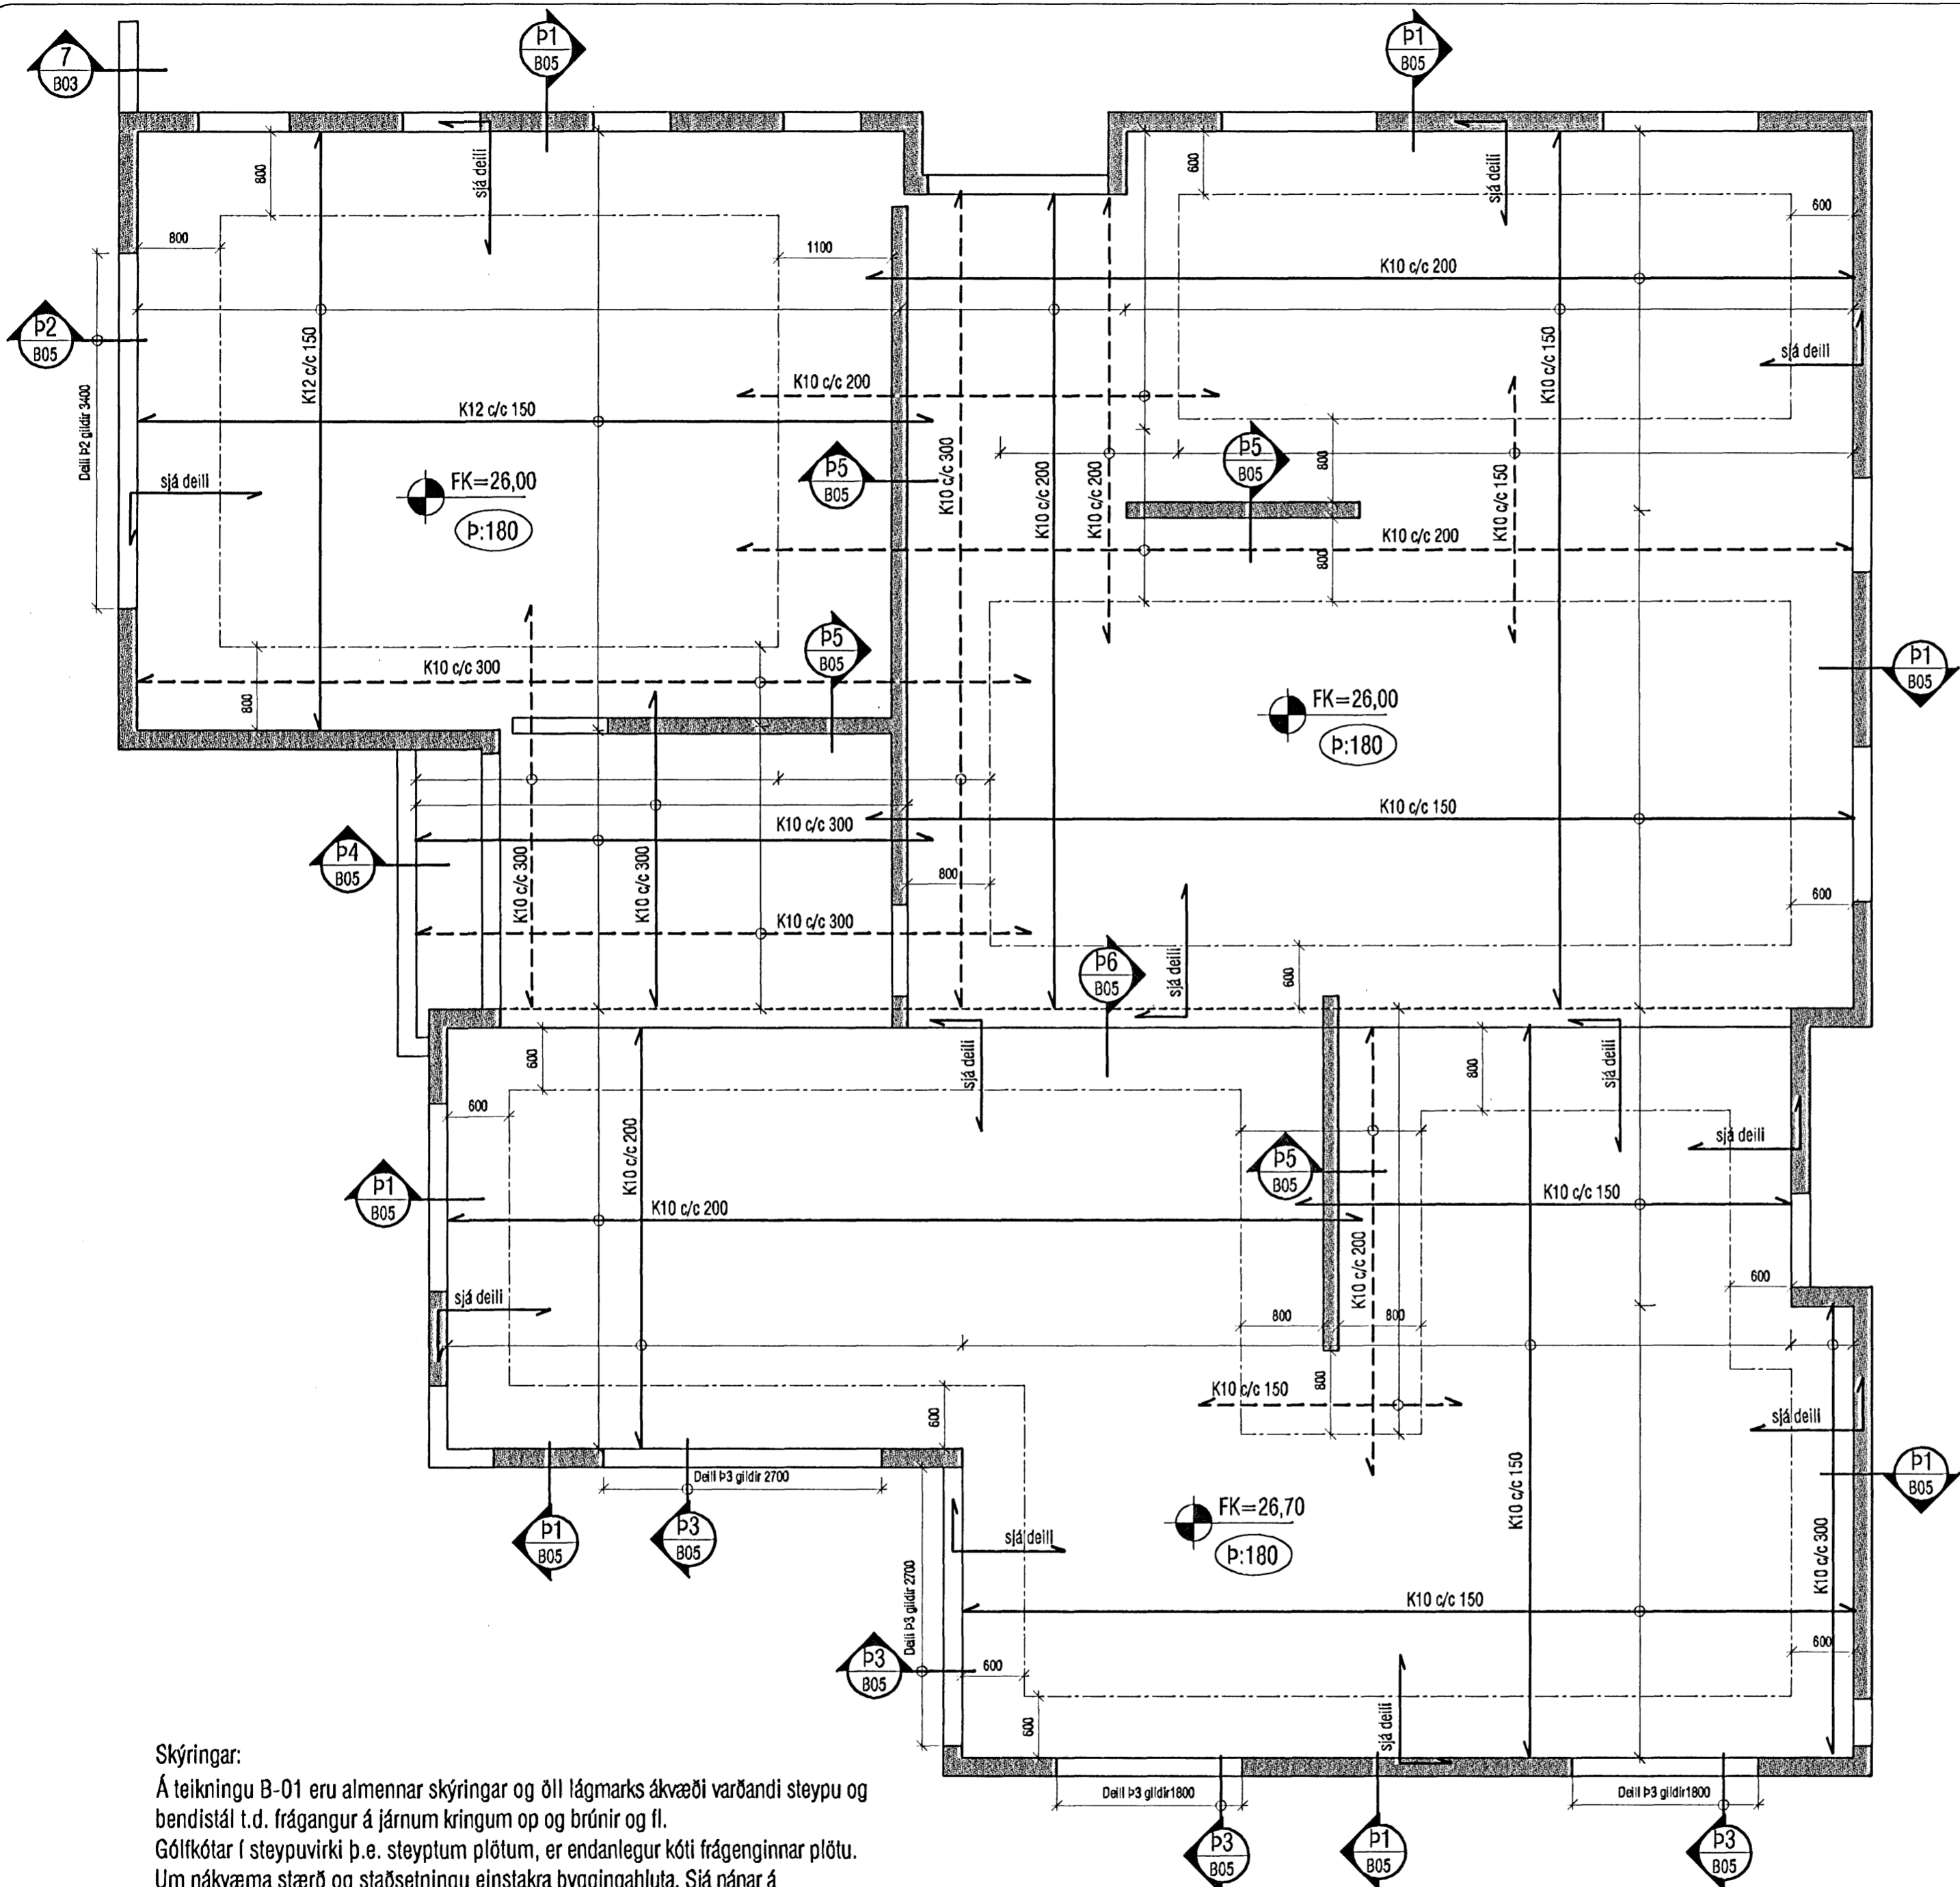 7
B03
Þ1
B05
Þ1
B05
800
sjá deili
600
sjá deili
600
800
1100
K10 c/c 200
Þ2
B05
Deili Þ2 gildir 3400
K12 c/c 150
K10 c/c 150
sjá deili
K10 c/c 200
K12 c/c 150
Þ5
B05
K10 c/c 300
K10 c/c 200
K10 c/c 200
Þ5
B05
800
K10 c/c 150
sjá deili
FK=26,00
Þ:180
K10 c/c 200
800
Þ5
B05
K10 c/c 300
800
FK=26,00
Þ:180
Þ1
B05
K10 c/c 150
K10 c/c 300
Þ4
B05
K10 c/c 300
K10 c/c 300
800
600
K10 c/c 300
Þ6
B05
sjá deili
600
600
sjá deili
800
sjá deili
600
K10 c/c 200
sjá deili
Þ5
B05
Þ1
B05
K10 c/c 200
K10 c/c 150
K10 c/c 200
600
sjá deili
800
800
K10 c/c 150
800
600
sjá deili
Deili Þ3 gildir 2700
Þ1
B05
Þ1
B05
Þ3
B05
FK=26,70
Þ:180
K10 c/c 150
K10 c/c 300
sjá deili
Deili Þ3 gildir 2700
K10 c/c 150
Þ3
B05
600
600
600
sjá deili
Deili Þ3 gildir1800
Deili Þ3 gildir1800
Þ3
B05
Þ1
B05
Þ3
B05
Skýringar:
Á teikningu B-01 eru almennar skýringar og öll lágmarks ákvæði varðandi steypu og
bendistál t.d. frágangur á járnum kringum op og brúnir og fl.
Gólfkótar í steypuvirki þ.e. steyptum plötum, er endanlegur kóti frágenginnar plötu.
Um nákvæma stærð og staðsetningu einstakra byggingahluta. Sjá nánar á